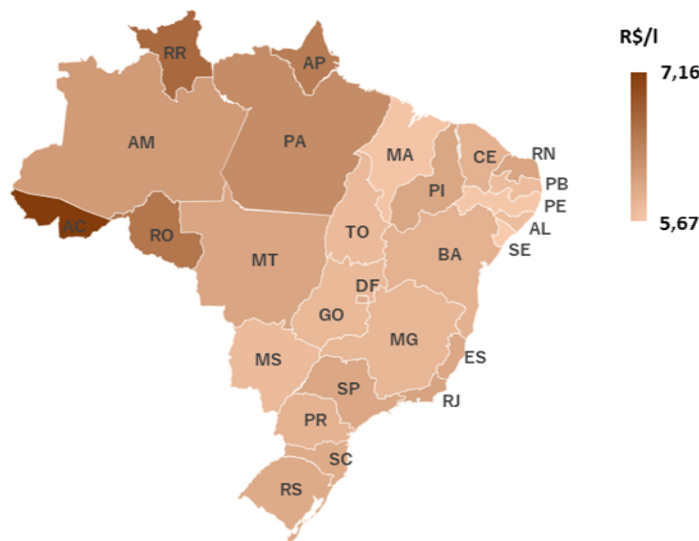 RR
AP
R$/l
7,16
AM
PA
MA
CE
RN
PI
PB
PE
AC
RO
TO
AL
MT
BA
SE
DF
GO
MG
MS
ES
SP
RJ
PR
SC
RS
5,67